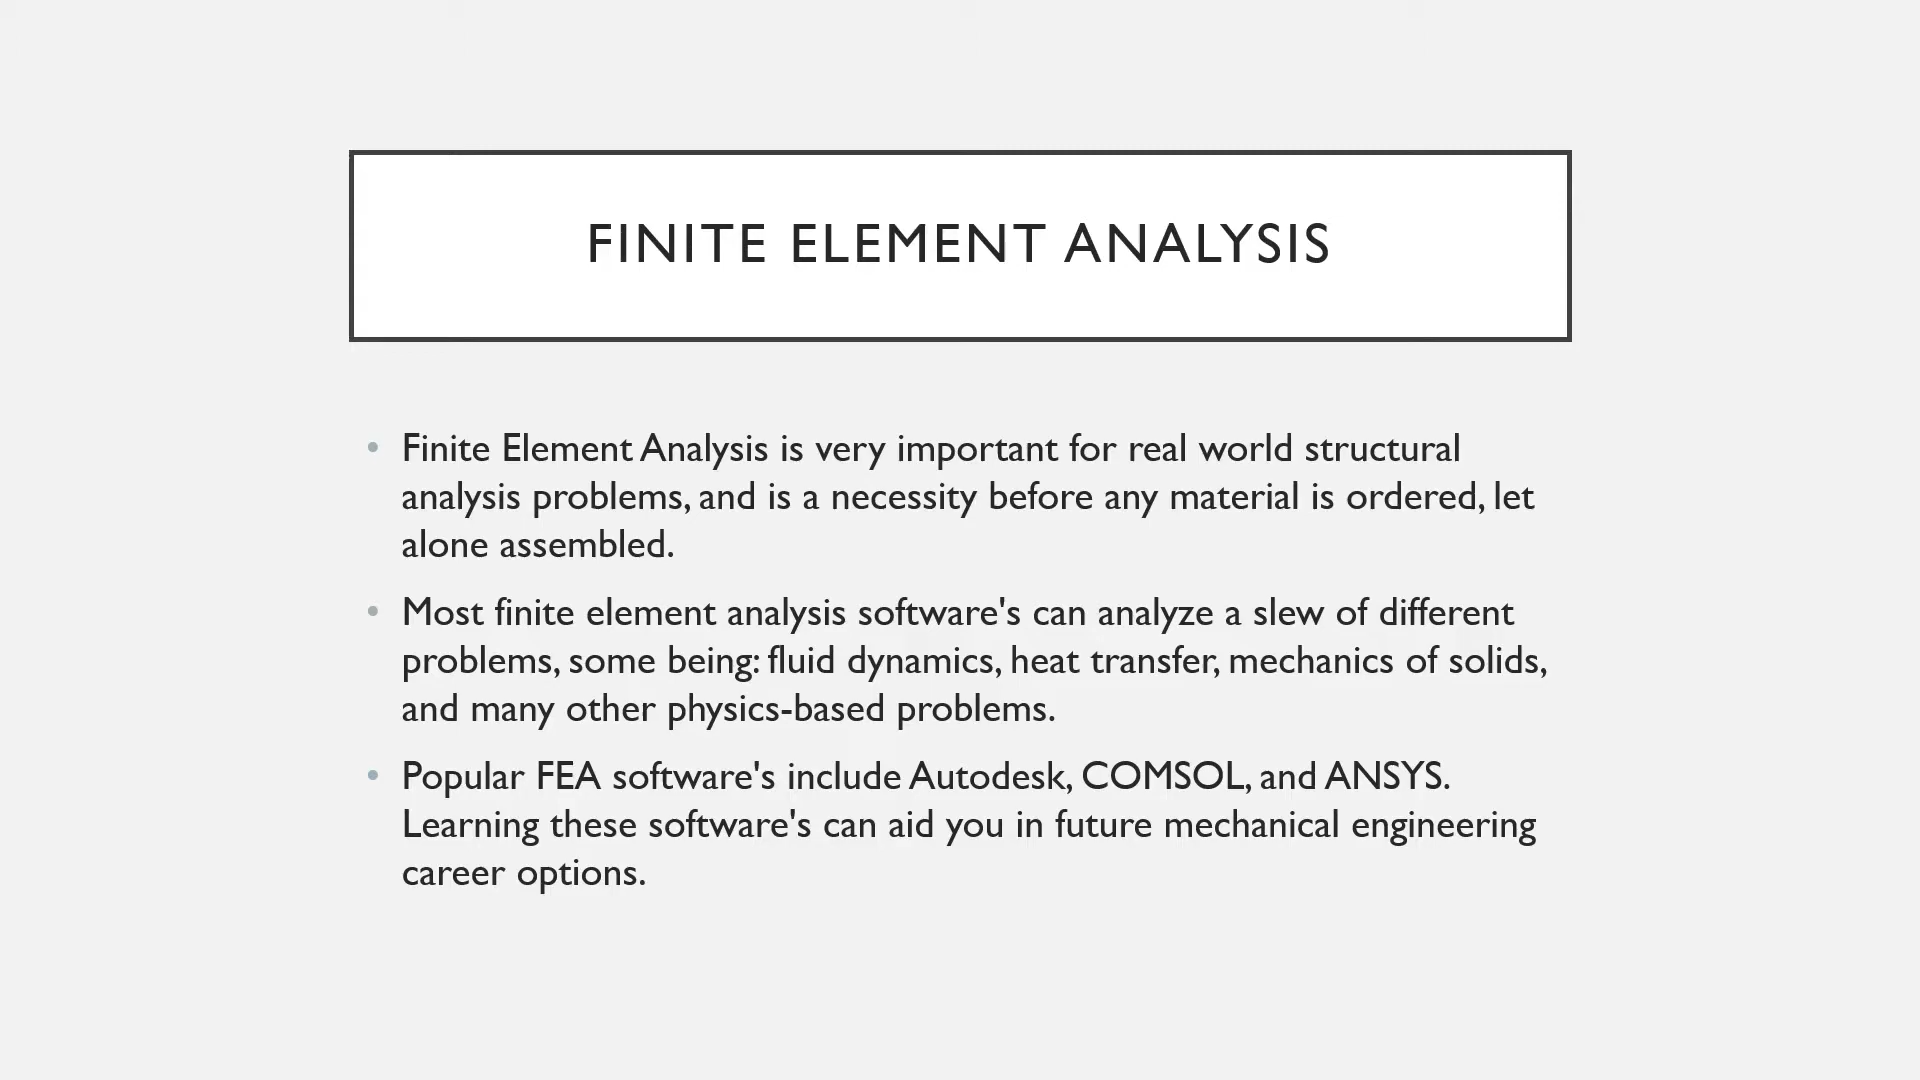 FINITE ELEMENT ANALYSIS
• Finite Element Analysis is very important for real world structural
analysis problems, and is a necessity before any material is ordered, let
alone assembled.
• Most finite element analysis software's can analyze a slew of different
problems, some being: fluid dynamics, heat transfer, mechanics of solids,
and many other physics-based problems.
• Popular FEA software's include Autodesk, COMSOL, and ANSYS.
Learning these software's can aid you in future mechanical engineering
career options.